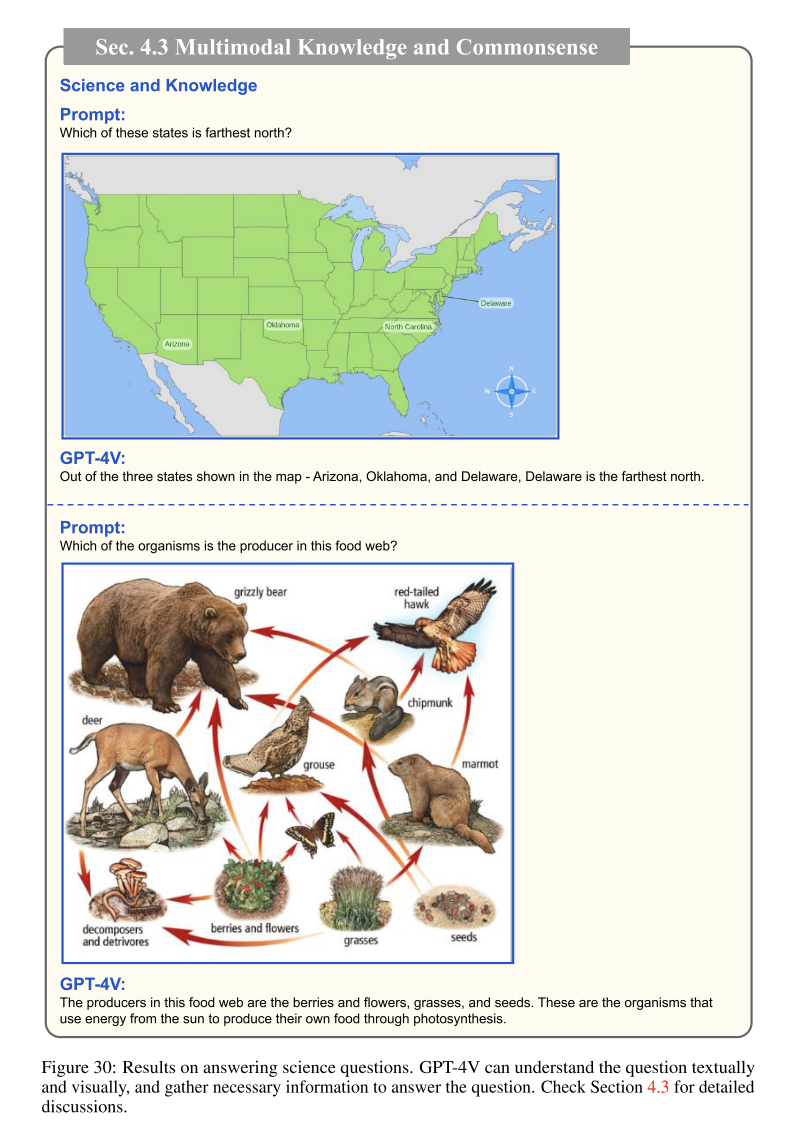 Sec. 4.3 Multimodal Knowledge and Commonsense
Science and Knowledge
Prompt:
Which of these states is farthest north?
Delaware
Oklahoma
North Carolina
Arizona
N
W E
S
GPT-4V:
Out of the three states shown in the map - Arizona, Oklahoma, and Delaware, Delaware is the farthest north.
Prompt:
Which of the organisms is the producer in this food web?
grizzly bear
red-tailed
hawk
chipmunk
deer
grouse
marmot
decomposers
and detrivores
berries and flowers
grasses
seeds
GPT-4V:
The producers in this food web are the berries and flowers, grasses, and seeds. These are the organisms that
use energy from the sun to produce their own food through photosynthesis.
Figure 30: Results on answering science questions. GPT-4V can understand the question textually
and visually, and gather necessary information to answer the question. Check Section 4.3 for detailed
discussions.